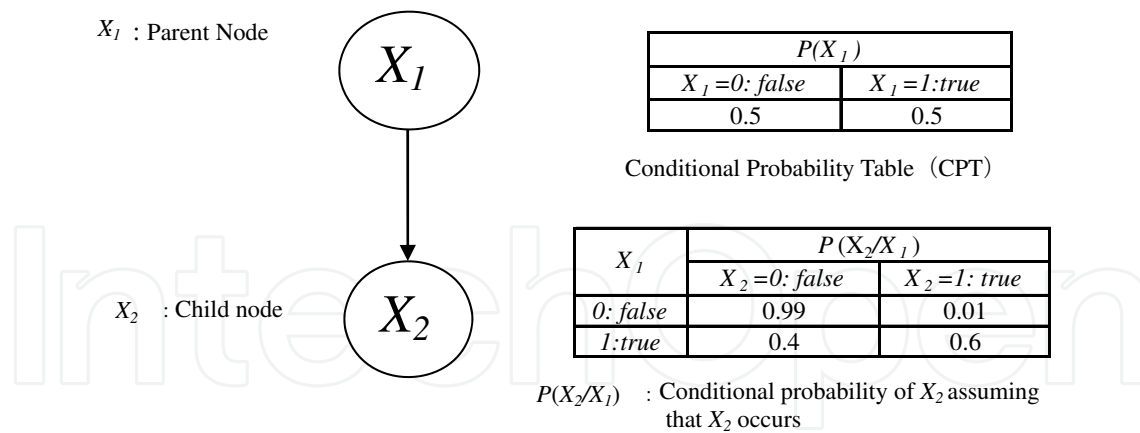 X1 : Parent Node
X1
P(X1)
X1=0: false X1=1:true
0.5 0.5
Conditional Probability Table（CPT）
X2 : Child node
X2
X1 P(X2/X1)
X2=0: false X2=1: true
0: false 0.99 0.01
1:true 0.4 0.6
P(X2/X1) : Conditional probability of X2 assuming
that X2 occurs
IntechOpen